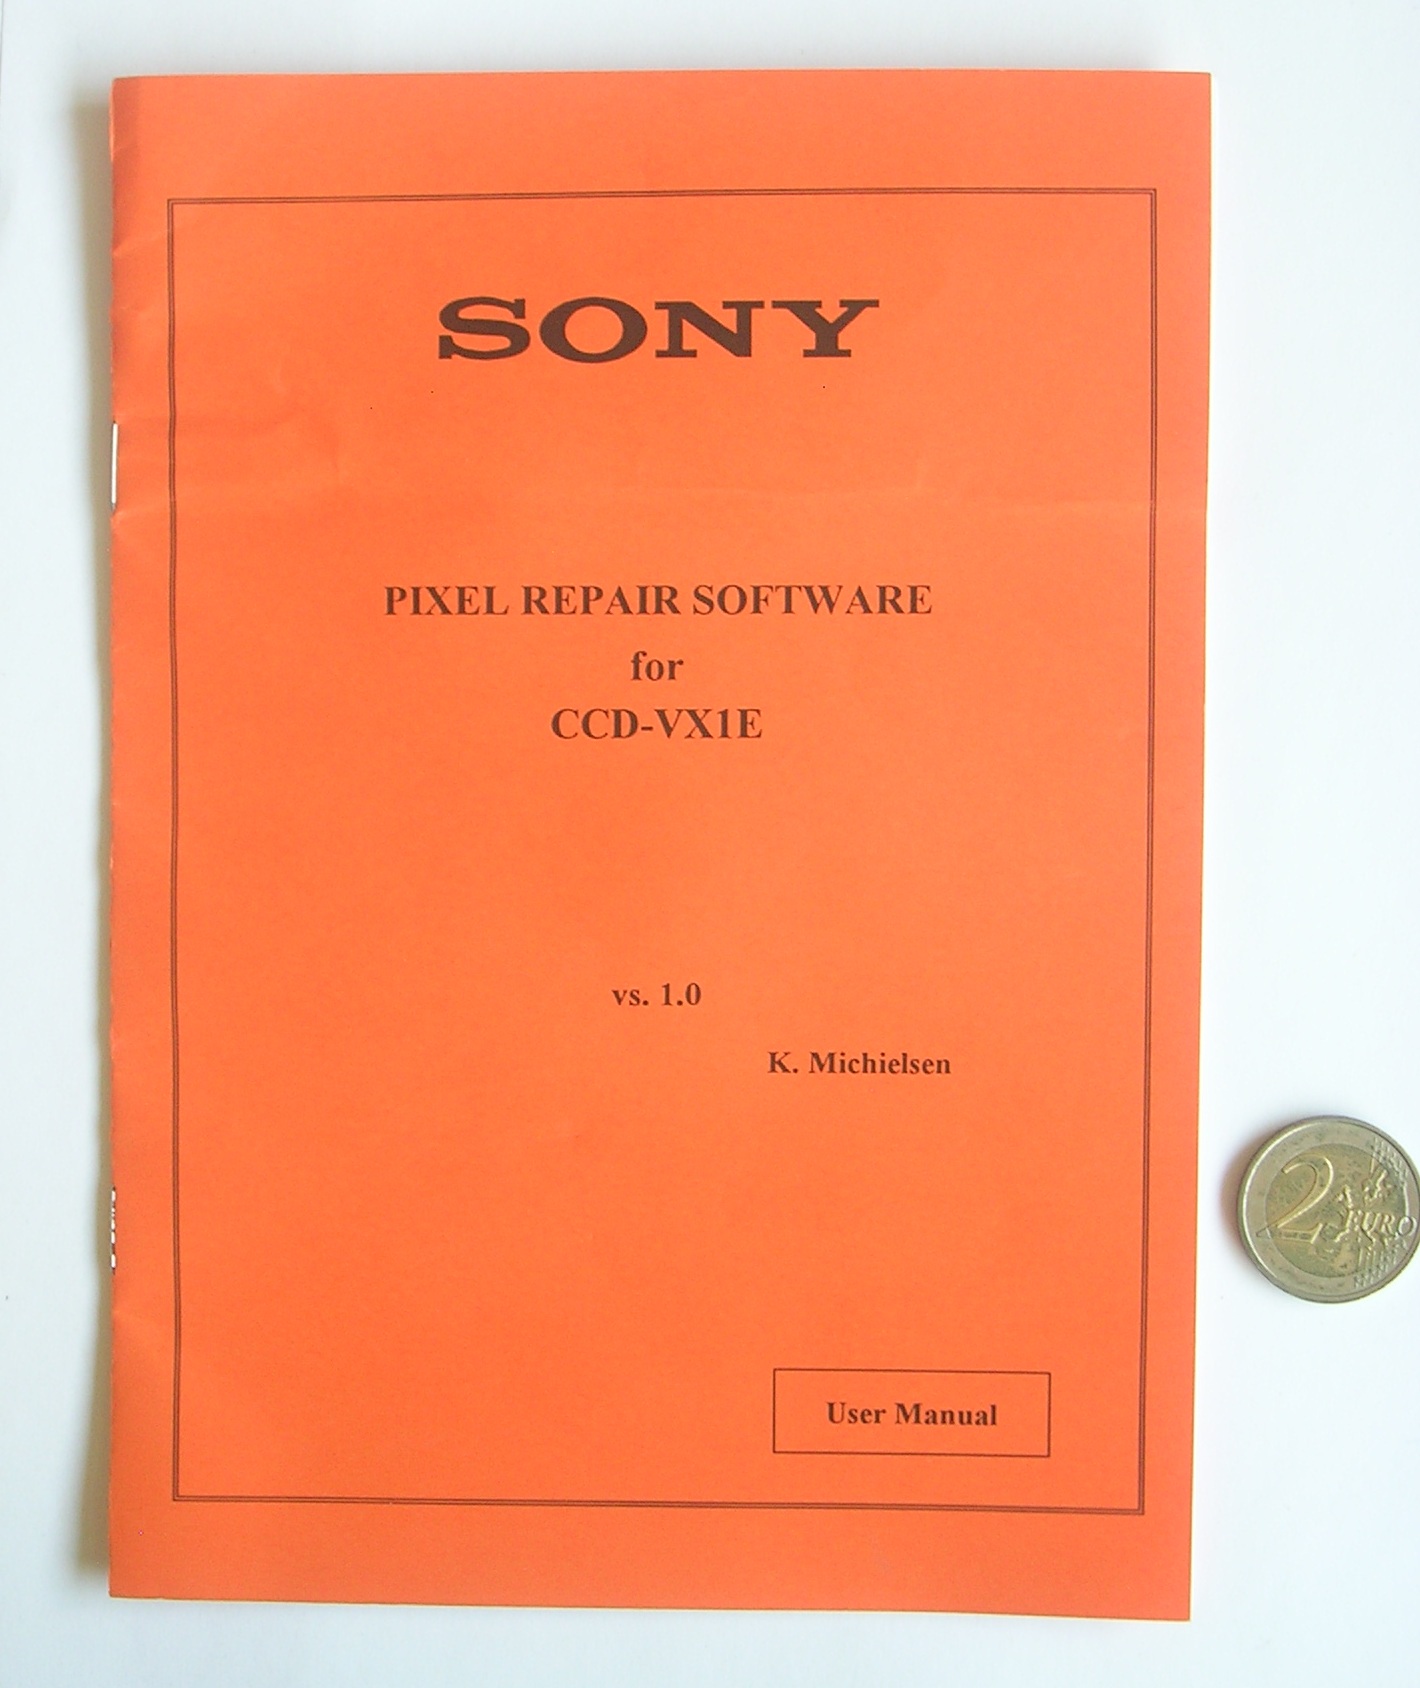 SONY
PIXEL REPAIR SOFTWARE
for
CCD-VX1E
vs. 1.0
K. Michielsen
User Manual
2 EURO